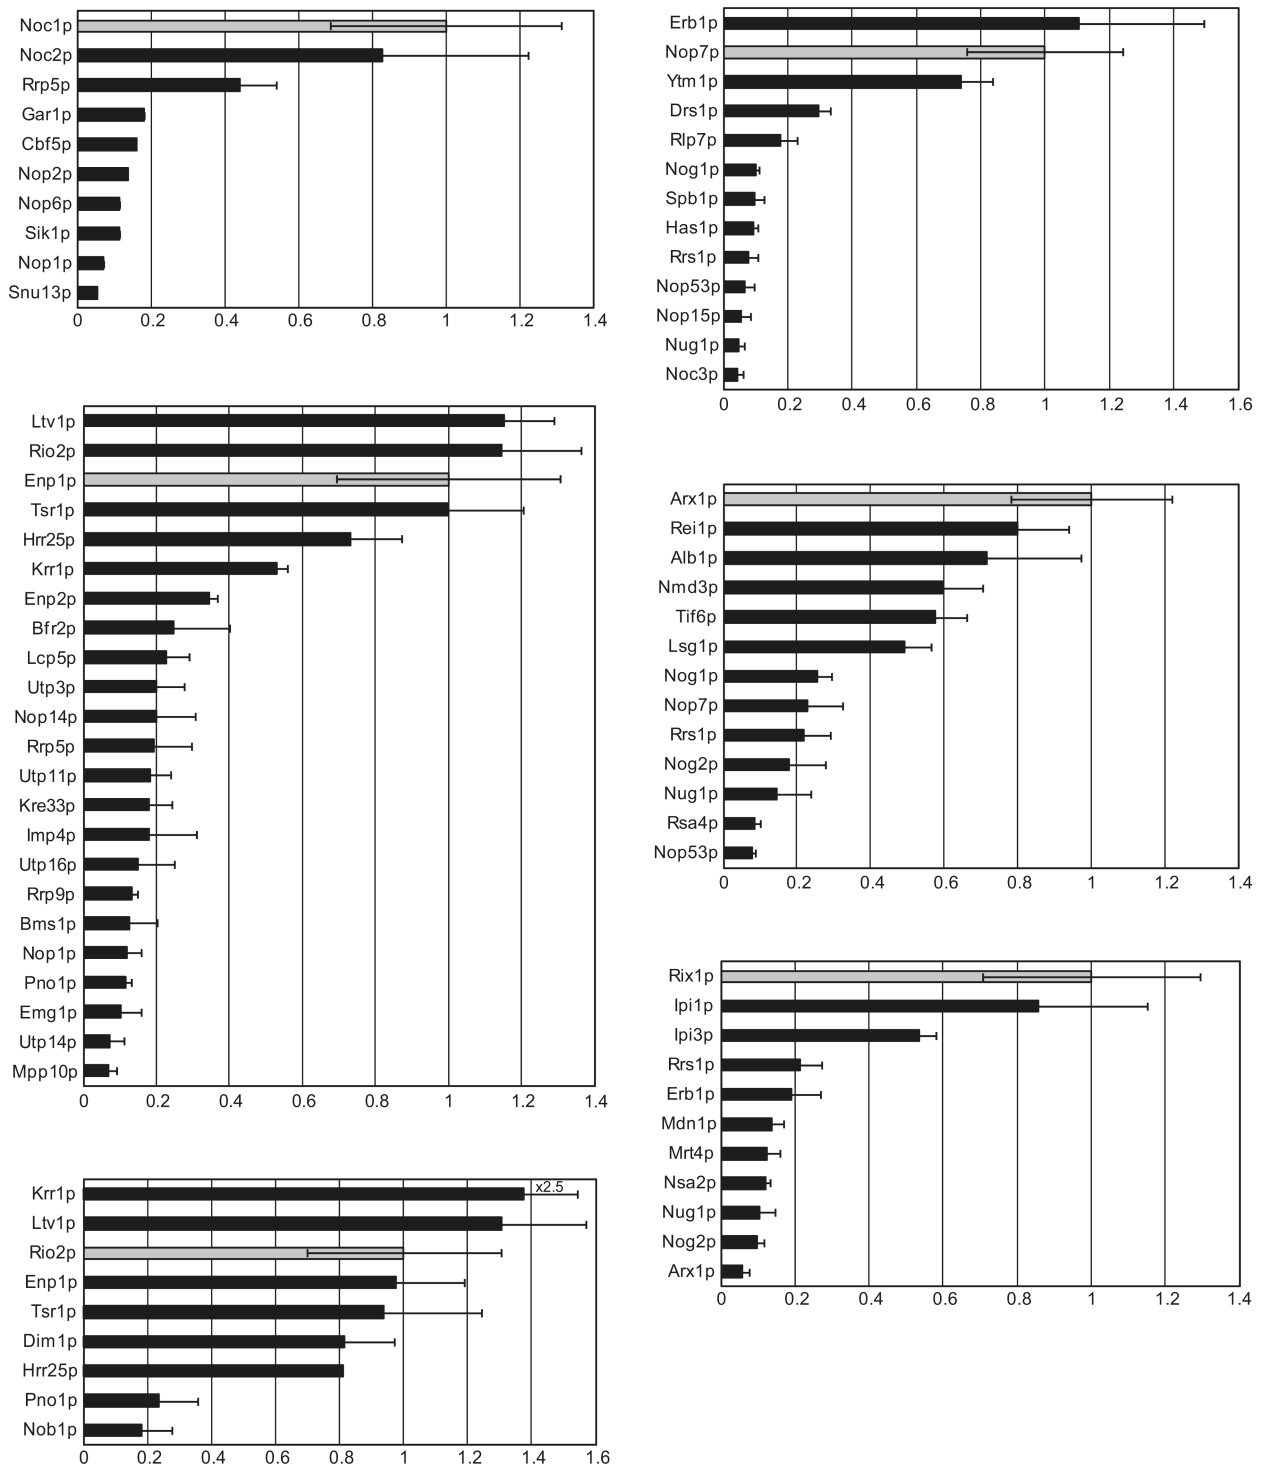 Noc1p
Noc2p
Rrp5p
Gar1p
Cbf5p
Nop2p
Nop6p
Sik1p
Nop1p
Snu13p
0 0.2 0.4 0.6 0.8 1 1.2 1.4
Ltv1p
Rio2p
Enp1p
Tsr1p
Hrr25p
Krr1p
Enp2p
Bfr2p
Lcp5p
Utp3p
Nop14p
Rrp5p
Utp11p
Kre33p
Imp4p
Utp16p
Rrp9p
Bms1p
Nop1p
Pno1p
Emg1p
Utp14p
Mpp10p
0 0.2 0.4 0.6 0.8 1 1.2 1.4
Krr1p x2.5
Ltv1p
Rio2p
Enp1p
Tsr1p
Dim1p
Hrr25p
Pno1p
Nob1p
0 0.2 0.4 0.6 0.8 1 1.2 1.4 1.6
Erb1p
Nop7p
Ytm1p
Drs1p
Rlp7p
Nog1p
Spb1p
Has1p
Rrs1p
Nop53p
Nop15p
Nug1p
Noc3p
0 0.2 0.4 0.6 0.8 1 1.2 1.4 1.6
Arx1p
Rei1p
Alb1p
Nmd3p
Tif6p
Lsg1p
Nog1p
Nop7p
Rrs1p
Nog2p
Nug1p
Rsa4p
Nop53p
0 0.2 0.4 0.6 0.8 1 1.2 1.4
Rix1p
Ipi1p
Ipi3p
Rrs1p
Erb1p
Mdn1p
Mrt4p
Nsa2p
Nug1p
Nog2p
Arx1p
0 0.2 0.4 0.6 0.8 1 1.2 1.4